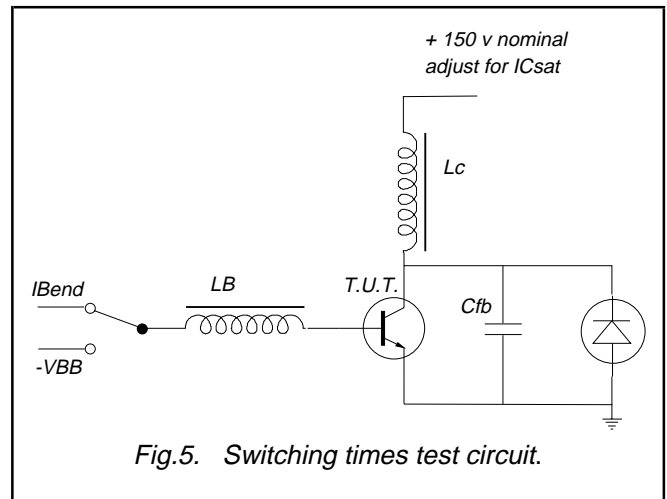 + 150 v nominal
adjust for ICsat
Lc
IBend
LB
T.U.T.
Cfb
-VBB
Fig.5. Switching times test circuit.